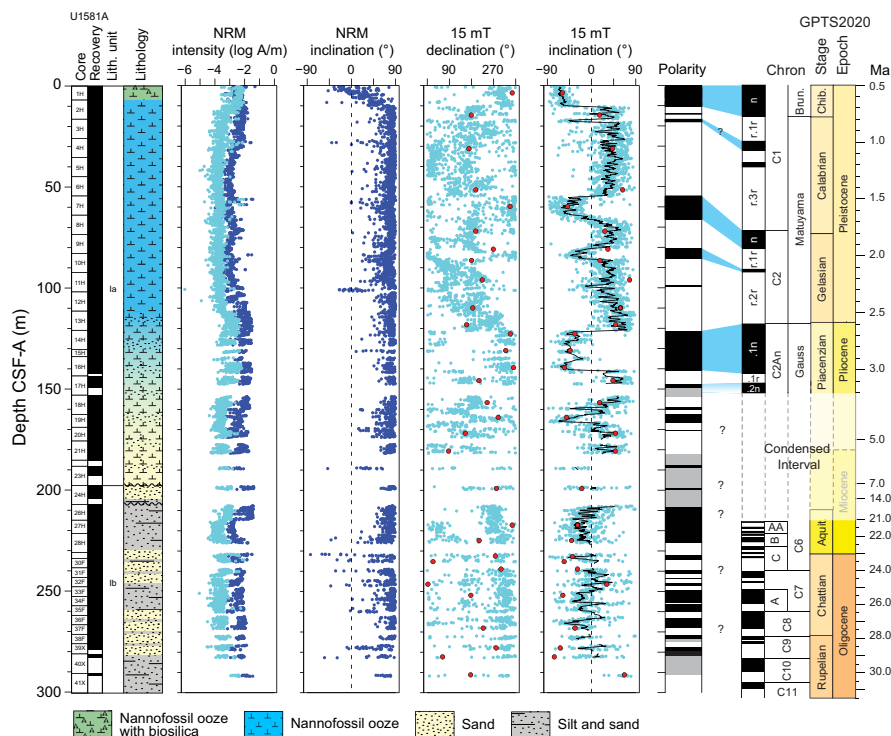 U1581A
GPTS2020
Core
Recovery
Lith. unit
Lithology
NRM
intensity (log A/m)
−6 −4 −2 0
NRM
inclination (°)
−90 0 90
15 mT
declination (°)
90 270
15 mT
inclination (°)
−90 0 90
Polarity
Chron
Stage
Epoch
Ma
Depth CSF-A (m)
0
50
100
150
200
250
300
1H
2H
3H
4H
5H
6H
7H
8H
9H
10H
11H
12H
13H
14H
15H
16H
17H
18H
19H
20H
21H
23H
24H
26H
27H
28H
30F
31F
32F
33F
34F
35F
36F
37F
38F
39X
40X
41X
Ia
Ib
?
?
?
?
?
n
r.1r
r.3r
n
r.1r
r.2r
.1n
.1r
.2n
C1
C2
C2An
Brun.
Matuyama
Gauss
Chib.
Calabrian
Gelasian
Piacenzian
Pleistocene
Pliocene
Condensed
Interval
Miocene
AA
B
C
C6
A
C7
C8
C9
C10
C11
Aquit
Chattian
Rupelian
Oligocene
0.5
1.0
1.5
2.0
2.5
3.0
5.0
7.0
14.0
21.0
22.0
24.0
26.0
28.0
30.0
Nannofossil ooze
with biosilica
Nannofossil ooze
Sand
Silt and sand